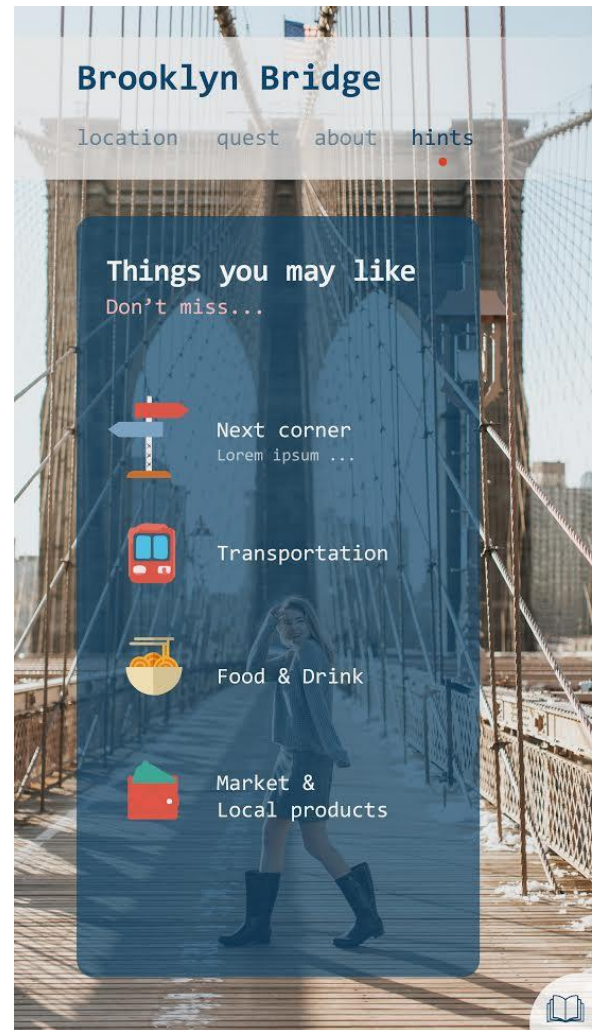 Brooklyn Bridge
location quest about hints
Things you may like
Don’t miss...
Next corner
Lorem ipsum ...
Transportation
Food & Drink
Market &
Local products